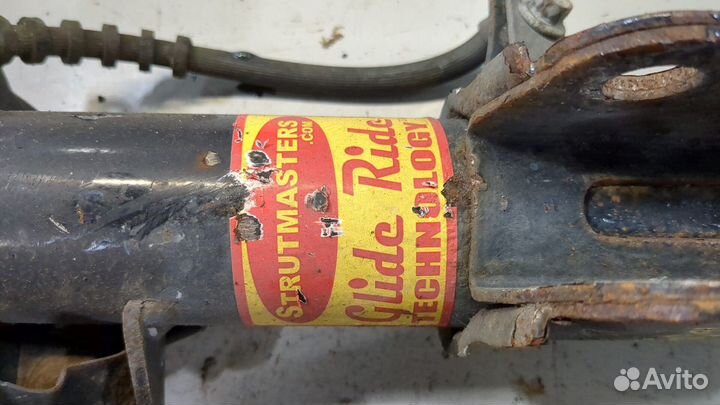 STRUTMASTERS
.COM
Glide Ride
TECHNOLOGY
Avito